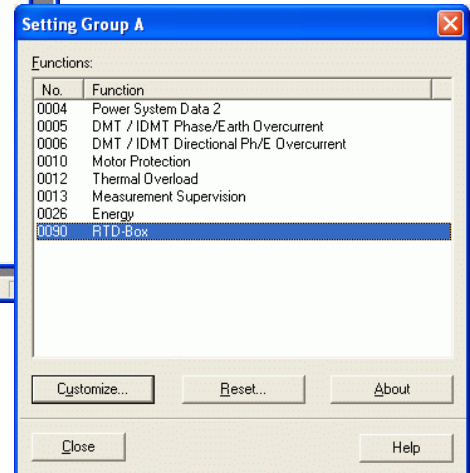 Setting Group A
Functions:
No. Function
0004 Power System Data 2
0005 DMT / IDMT Phase/Earth Overcurrent
0006 DMT / IDMT Directional Ph/E Overcurrent
0010 Motor Protection
0012 Thermal Overload
0013 Measurement Supervision
0026 Energy
0090 RTD-Box
Customize... Reset... About
Close Help